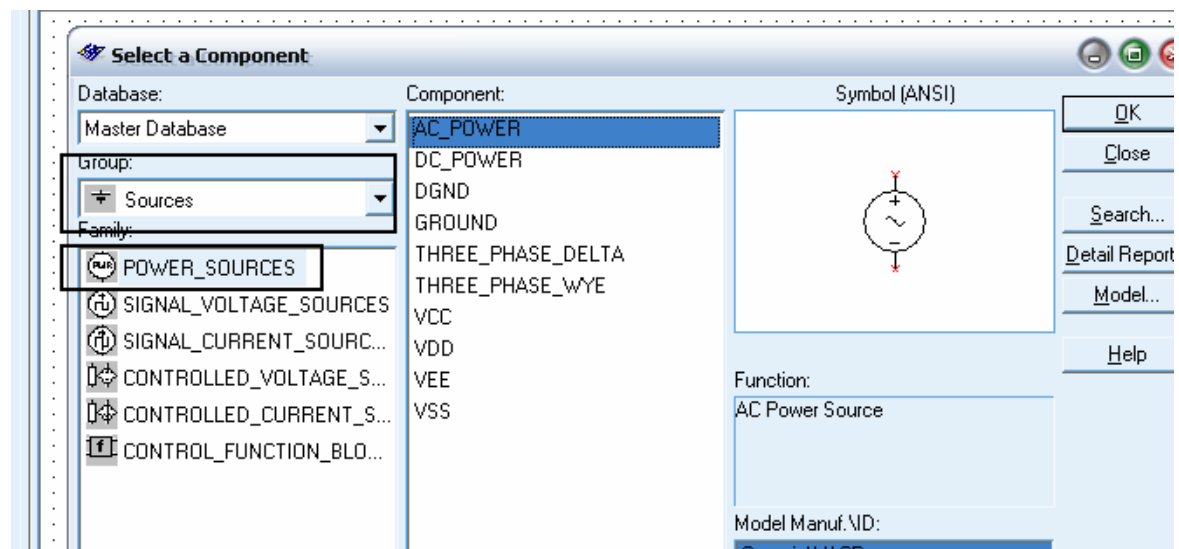 Select a Component
Database:
Master Database
Group:
Sources
Family:
POWER_SOURCES
SIGNAL_VOLTAGE_SOURCES
SIGNAL_CURRENT_SOURC...
CONTROLLED_VOLTAGE_S...
CONTROLLED_CURRENT_S...
CONTROL_FUNCTION_BLO...
Component:
AC_POWER
DC_POWER
DGND
GROUND
THREE_PHASE_DELTA
THREE_PHASE_WYE
VCC
VDD
VEE
VSS
Symbol (ANSI)
Function:
AC Power Source
Model Manuf.\ID:
OK
Close
Search...
Detail Report
Model...
Help